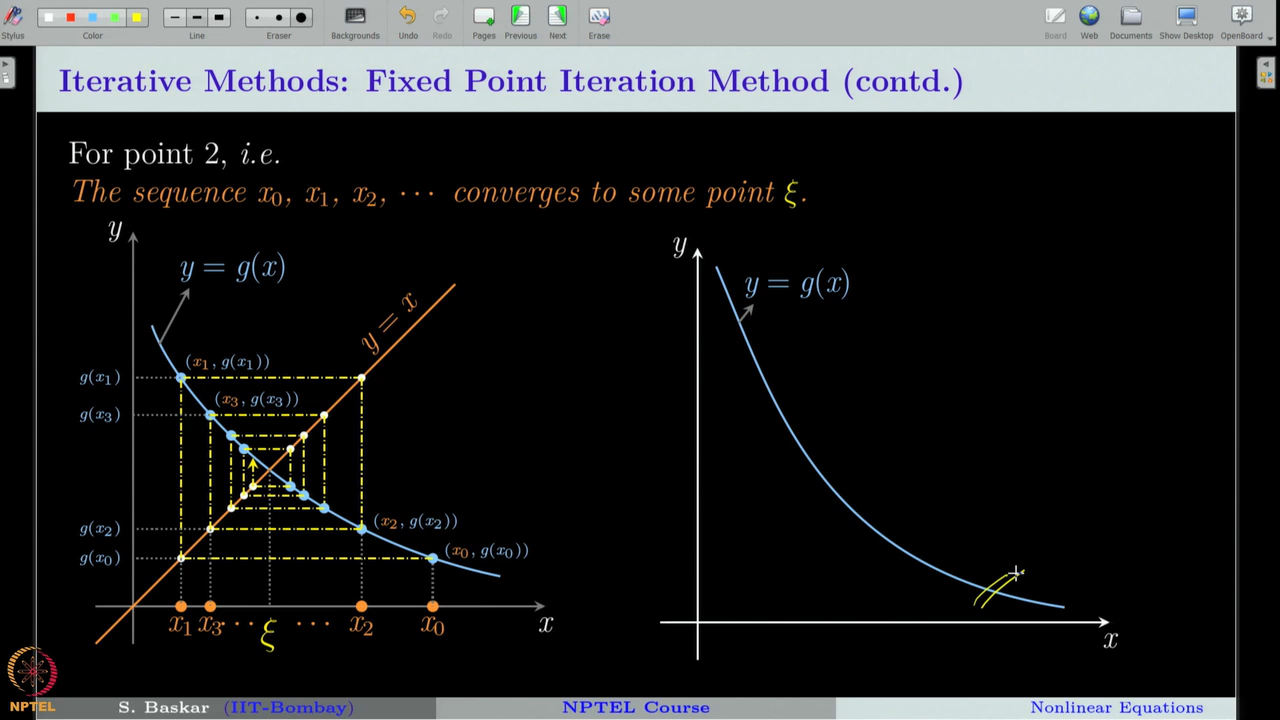 Stylus
Color
Line
Eraser
Backgrounds
Undo
Redo
Pages
Previous
Next
Erase
Board
Web
Documents
Show Desktop
OpenBoard
Iterative Methods: Fixed Point Iteration Method (contd.)
For point 2, i.e.
The sequence x₀, x₁, x₂, ··· converges to some point ξ.
y
y = g(x)
y = x
g(x₁)
(x₁, g(x₁))
g(x₃)
(x₃, g(x₃))
g(x₂)
(x₂, g(x₂))
g(x₀)
(x₀, g(x₀))
x₁ x₃ ··· ξ ··· x₂ x₀ x
y
y = g(x)
x
NPTEL
S. Baskar (IIT-Bombay) NPTEL Course Nonlinear Equations